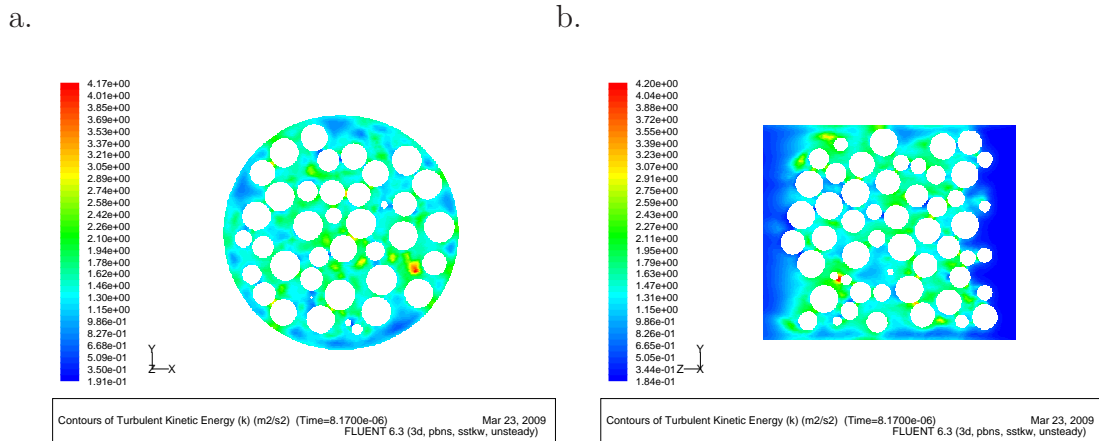 a.
b.
4.17e+00
4.01e+00
3.85e+00
3.69e+00
3.53e+00
3.37e+00
3.21e+00
3.05e+00
2.89e+00
2.74e+00
2.58e+00
2.42e+00
2.26e+00
2.10e+00
1.94e+00
1.78e+00
1.62e+00
1.46e+00
1.30e+00
1.15e+00
9.86e-01
8.27e-01
6.68e-01
5.09e-01
3.50e-01
1.91e-01
Y
Z
X
Contours of Turbulent Kinetic Energy (k) (m2/s2) (Time=8.1700e-06)
Mar 23, 2009
FLUENT 6.3 (3d, pbns, sstkw, unsteady)
4.20e+00
4.04e+00
3.88e+00
3.72e+00
3.55e+00
3.39e+00
3.23e+00
3.07e+00
2.91e+00
2.75e+00
2.59e+00
2.43e+00
2.27e+00
2.11e+00
1.95e+00
1.79e+00
1.63e+00
1.47e+00
1.31e+00
1.15e+00
9.86e-01
8.26e-01
6.65e-01
5.05e-01
3.44e-01
1.84e-01
Y
Z
X
Contours of Turbulent Kinetic Energy (k) (m2/s2) (Time=8.1700e-06)
Mar 23, 2009
FLUENT 6.3 (3d, pbns, sstkw, unsteady)